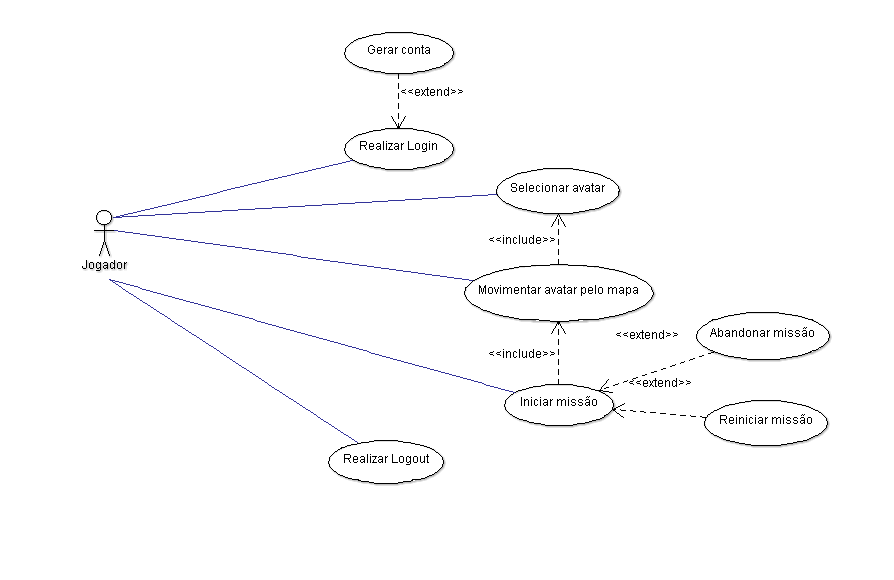 Gerar conta
<<extend>>
Realizar Login
Selecionar avatar
<<include>>
Jogador
Movimentar avatar pelo mapa
<<extend>>
Abandonar missão
<<include>>
<<extend>>
Iniciar missão
Reiniciar missão
Realizar Logout